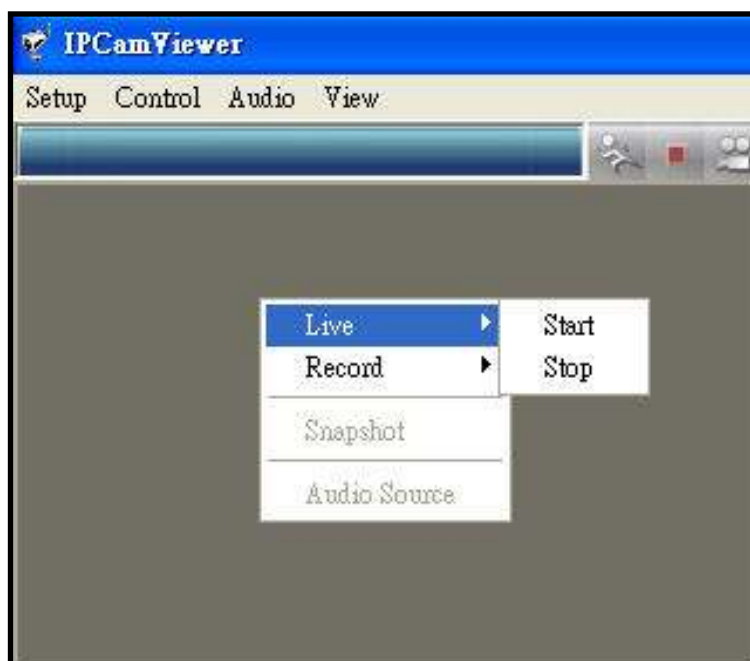 IPCamViewer
Setup Control Audio View
Live Start
Record Stop
Snapshot
Audio Source